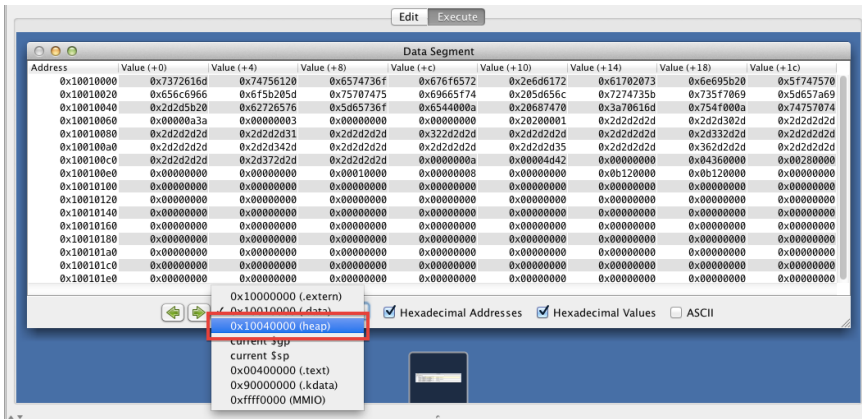 Edit Execute
Data Segment
Address Value (+0) Value (+4) Value (+8) Value (+c) Value (+10) Value (+14) Value (+18) Value (+1c)
0x10010000 0x7372616d 0x74756120 0x6574736f 0x676f6572 0x2e6d6172 0x61702073 0x6e695b20 0x5f747570
0x10010020 0x656c6966 0x6f5b205d 0x75707475 0x69665f74 0x205d656c 0x7274735b 0x735f7069 0x5d657a69
0x10010040 0x2d2d5b20 0x62726576 0x5d65736f 0x6544000a 0x20687470 0x3a70616d 0x754f000a 0x74757074
0x10010060 0x00000a3a 0x00000003 0x00000000 0x00000000 0x20200001 0x2d2d2d2d 0x2d2d302d 0x2d2d2d2d
0x10010080 0x2d2d2d2d 0x2d2d2d31 0x2d2d2d2d 0x322d2d2d 0x2d2d2d2d 0x2d2d2d2d 0x2d332d2d 0x2d2d2d2d
0x100100a0 0x2d2d2d2d 0x2d2d342d 0x2d2d2d2d 0x2d2d2d2d 0x2d2d2d35 0x2d2d2d2d 0x362d2d2d 0x2d2d2d2d
0x100100c0 0x2d2d2d2d 0x2d372d2d 0x2d2d2d2d 0x0000000a 0x00004d42 0x00000000 0x04360000 0x00280000
0x100100e0 0x00000000 0x00000000 0x00010000 0x00000008 0x00000000 0x0b120000 0x0b120000 0x00000000
0x10010100 0x00000000 0x00000000 0x00000000 0x00000000 0x00000000 0x00000000 0x00000000 0x00000000
0x10010120 0x00000000 0x00000000 0x00000000 0x00000000 0x00000000 0x00000000 0x00000000 0x00000000
0x10010140 0x00000000 0x00000000 0x00000000 0x00000000 0x00000000 0x00000000 0x00000000 0x00000000
0x10010160 0x00000000 0x00000000 0x00000000 0x00000000 0x00000000 0x00000000 0x00000000 0x00000000
0x10010180 0x00000000 0x00000000 0x00000000 0x00000000 0x00000000 0x00000000 0x00000000 0x00000000
0x100101a0 0x00000000 0x00000000 0x00000000 0x00000000 0x00000000 0x00000000 0x00000000 0x00000000
0x100101c0 0x00000000 0x00000000 0x00000000 0x00000000 0x00000000 0x00000000 0x00000000 0x00000000
0x100101e0 0x00000000 0x00000000 0x00000000 0x00000000 0x00000000 0x00000000 0x00000000 0x00000000
0x10000000 (.extern)
0x10010000 (.data) Hexadecimal Addresses Hexadecimal Values ASCII
0x10040000 (heap)
current $gp
current $sp
0x00400000 (.text)
0x90000000 (.kdata)
0xffff0000 (MMIO)